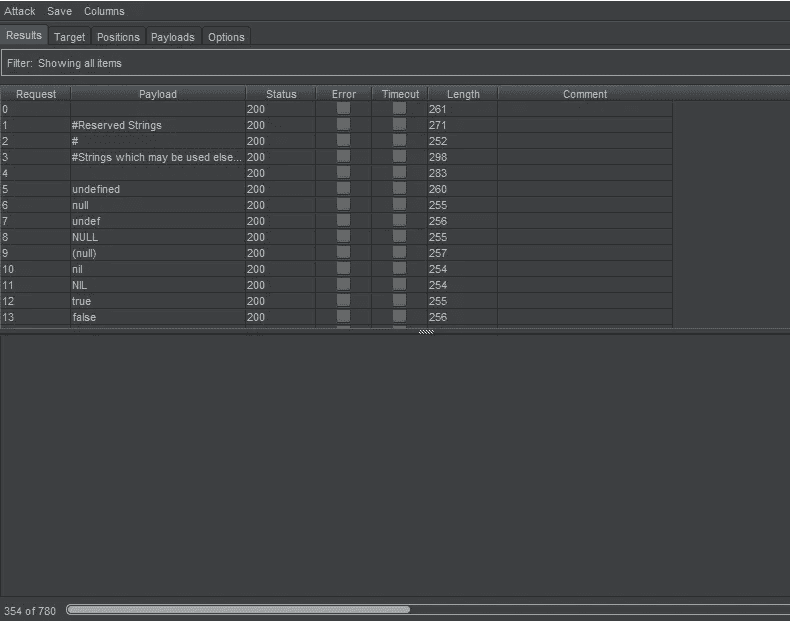 Attack Save Columns
Results Target Positions Payloads Options
Filter: Showing all items
Request Payload Status Error Timeout Length Comment
0 200 261
1 #Reserved Strings 200 271
2 # 200 252
3 #Strings which may be used else... 200 298
4 200 283
5 undefined 200 260
6 null 200 255
7 undef 200 256
8 NULL 200 255
9 (null) 200 257
10 nil 200 254
11 NIL 200 254
12 true 200 255
13 false 200 256
354 of 780